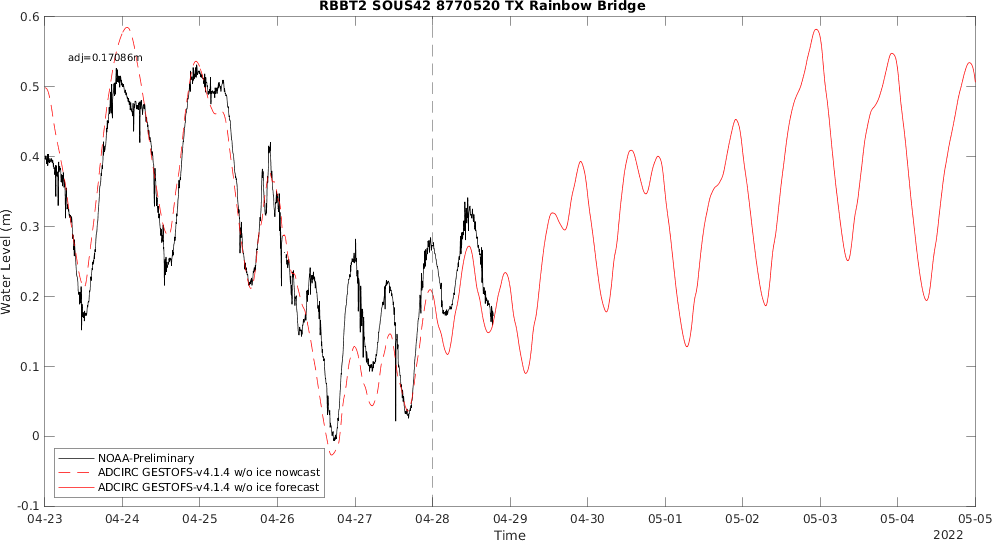 RBBT2 SOUS42 8770520 TX Rainbow Bridge
0.6
adj=0.17086m
0.5
0.4
0.3
0.2
0.1
0
-0.1
Water Level (m)
NOAA-Preliminary
ADCIRC GESTOFS-v4.1.4 w/o ice nowcast
ADCIRC GESTOFS-v4.1.4 w/o ice forecast
04-23 04-24 04-25 04-26 04-27 04-28 04-29 04-30 05-01 05-02 05-03 05-04 05-05
Time
2022